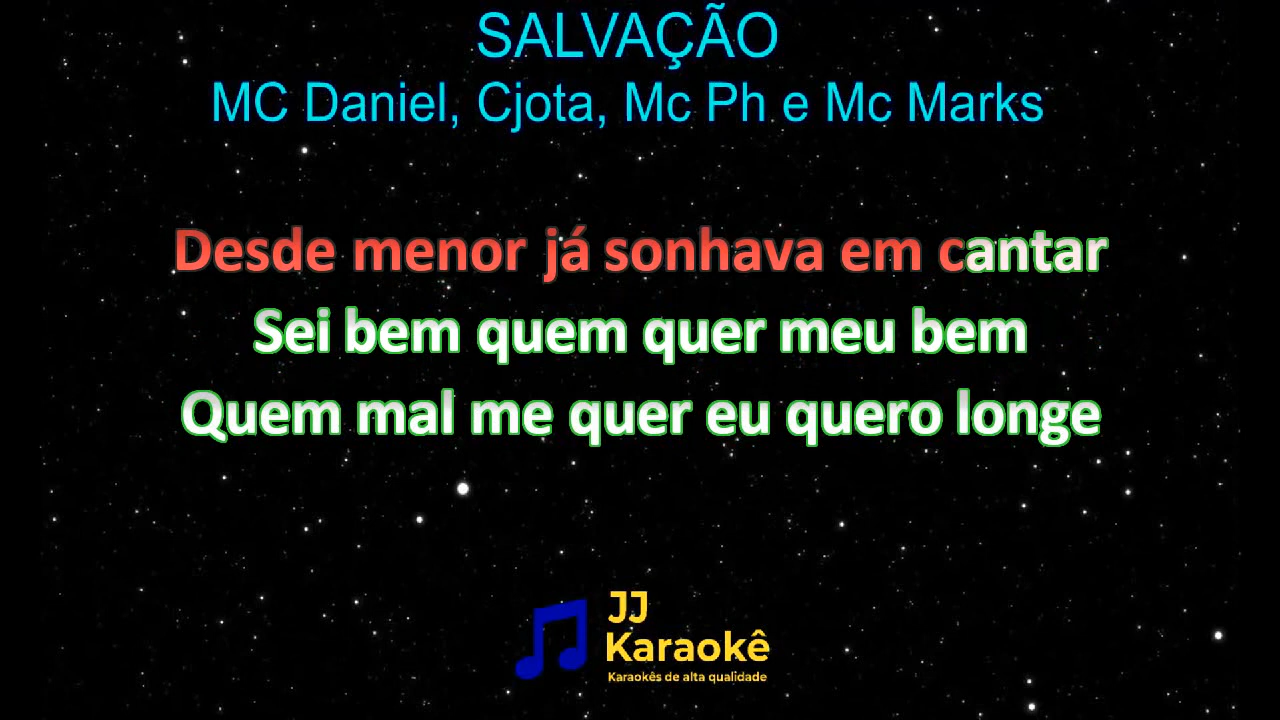 SALVAÇÃO
MC Daniel, Cjota, Mc Ph e Mc Marks
Desde menor já sonhava em cantar
Sei bem quem quer meu bem
Quem mal me quer eu quero longe
JJ
Karaokê
Karaokês de alta qualidade